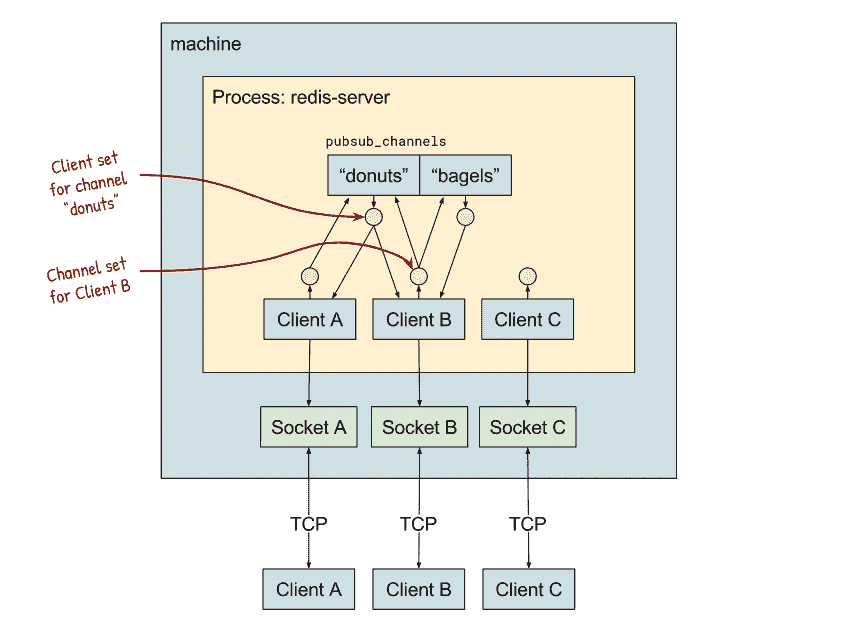 machine
Process: redis-server
pubsub_channels
“donuts”
“bagels”
Client set
for channel
“donuts”
Channel set
for Client B
Client A
Client B
Client C
Socket A
Socket B
Socket C
TCP
TCP
TCP
Client A
Client B
Client C